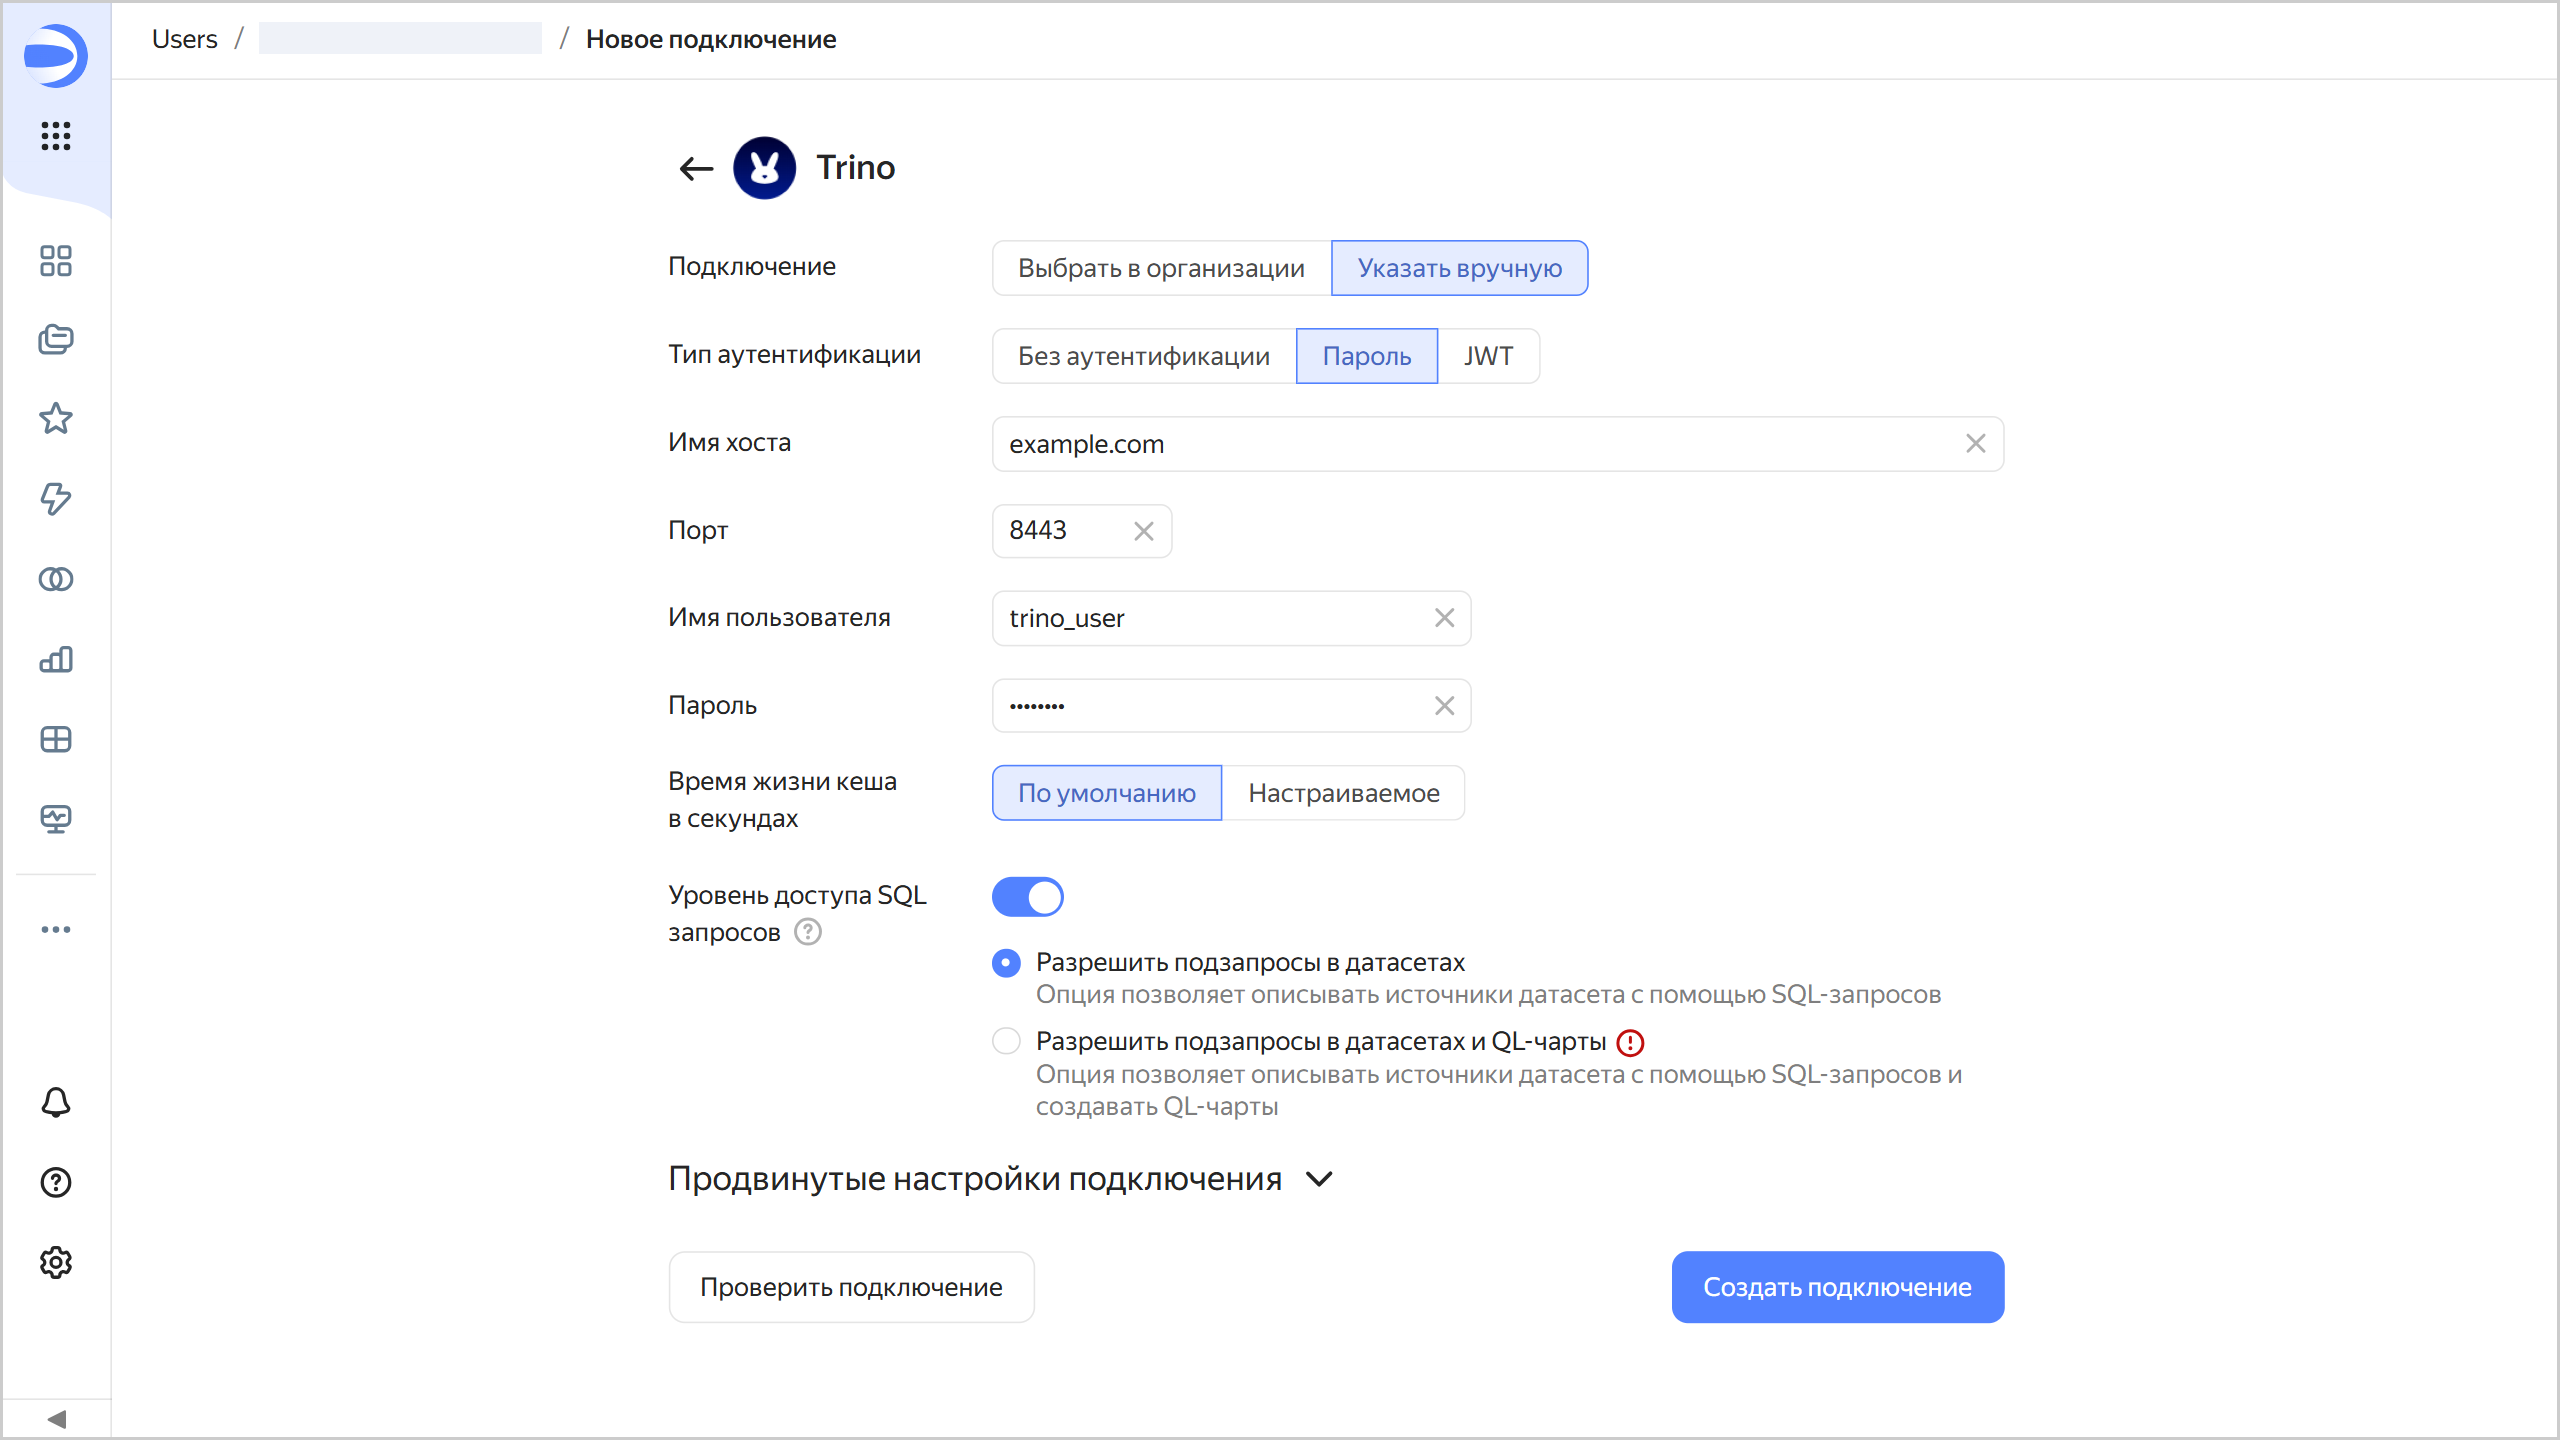 Users / / Новое подключение
Trino
Подключение
Выбрать в организации
Указать вручную
Тип аутентификации
Без аутентификации
Пароль
JWT
Имя хоста
example.com
Порт
8443
Имя пользователя
trino_user
Пароль
••••••••
Время жизни кеша
в секундах
По умолчанию
Настраиваемое
Уровень доступа SQL
запросов
Разрешить подзапросы в датасетах
Опция позволяет описывать источники датасета с помощью SQL-запросов
Разрешить подзапросы в датасетах и QL-чарты
Опция позволяет описывать источники датасета с помощью SQL-запросов и
создавать QL-чарты
Продвинутые настройки подключения
Проверить подключение
Создать подключение